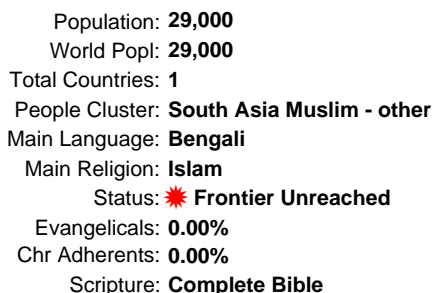 Population: 29,000
World Popl: 29,000
Total Countries: 1
People Cluster: South Asia Muslim - other
Main Language: Bengali
Main Religion: Islam
Status: Frontier Unreached
Evangelicals: 0.00%
Chr Adherents: 0.00%
Scripture: Complete Bible